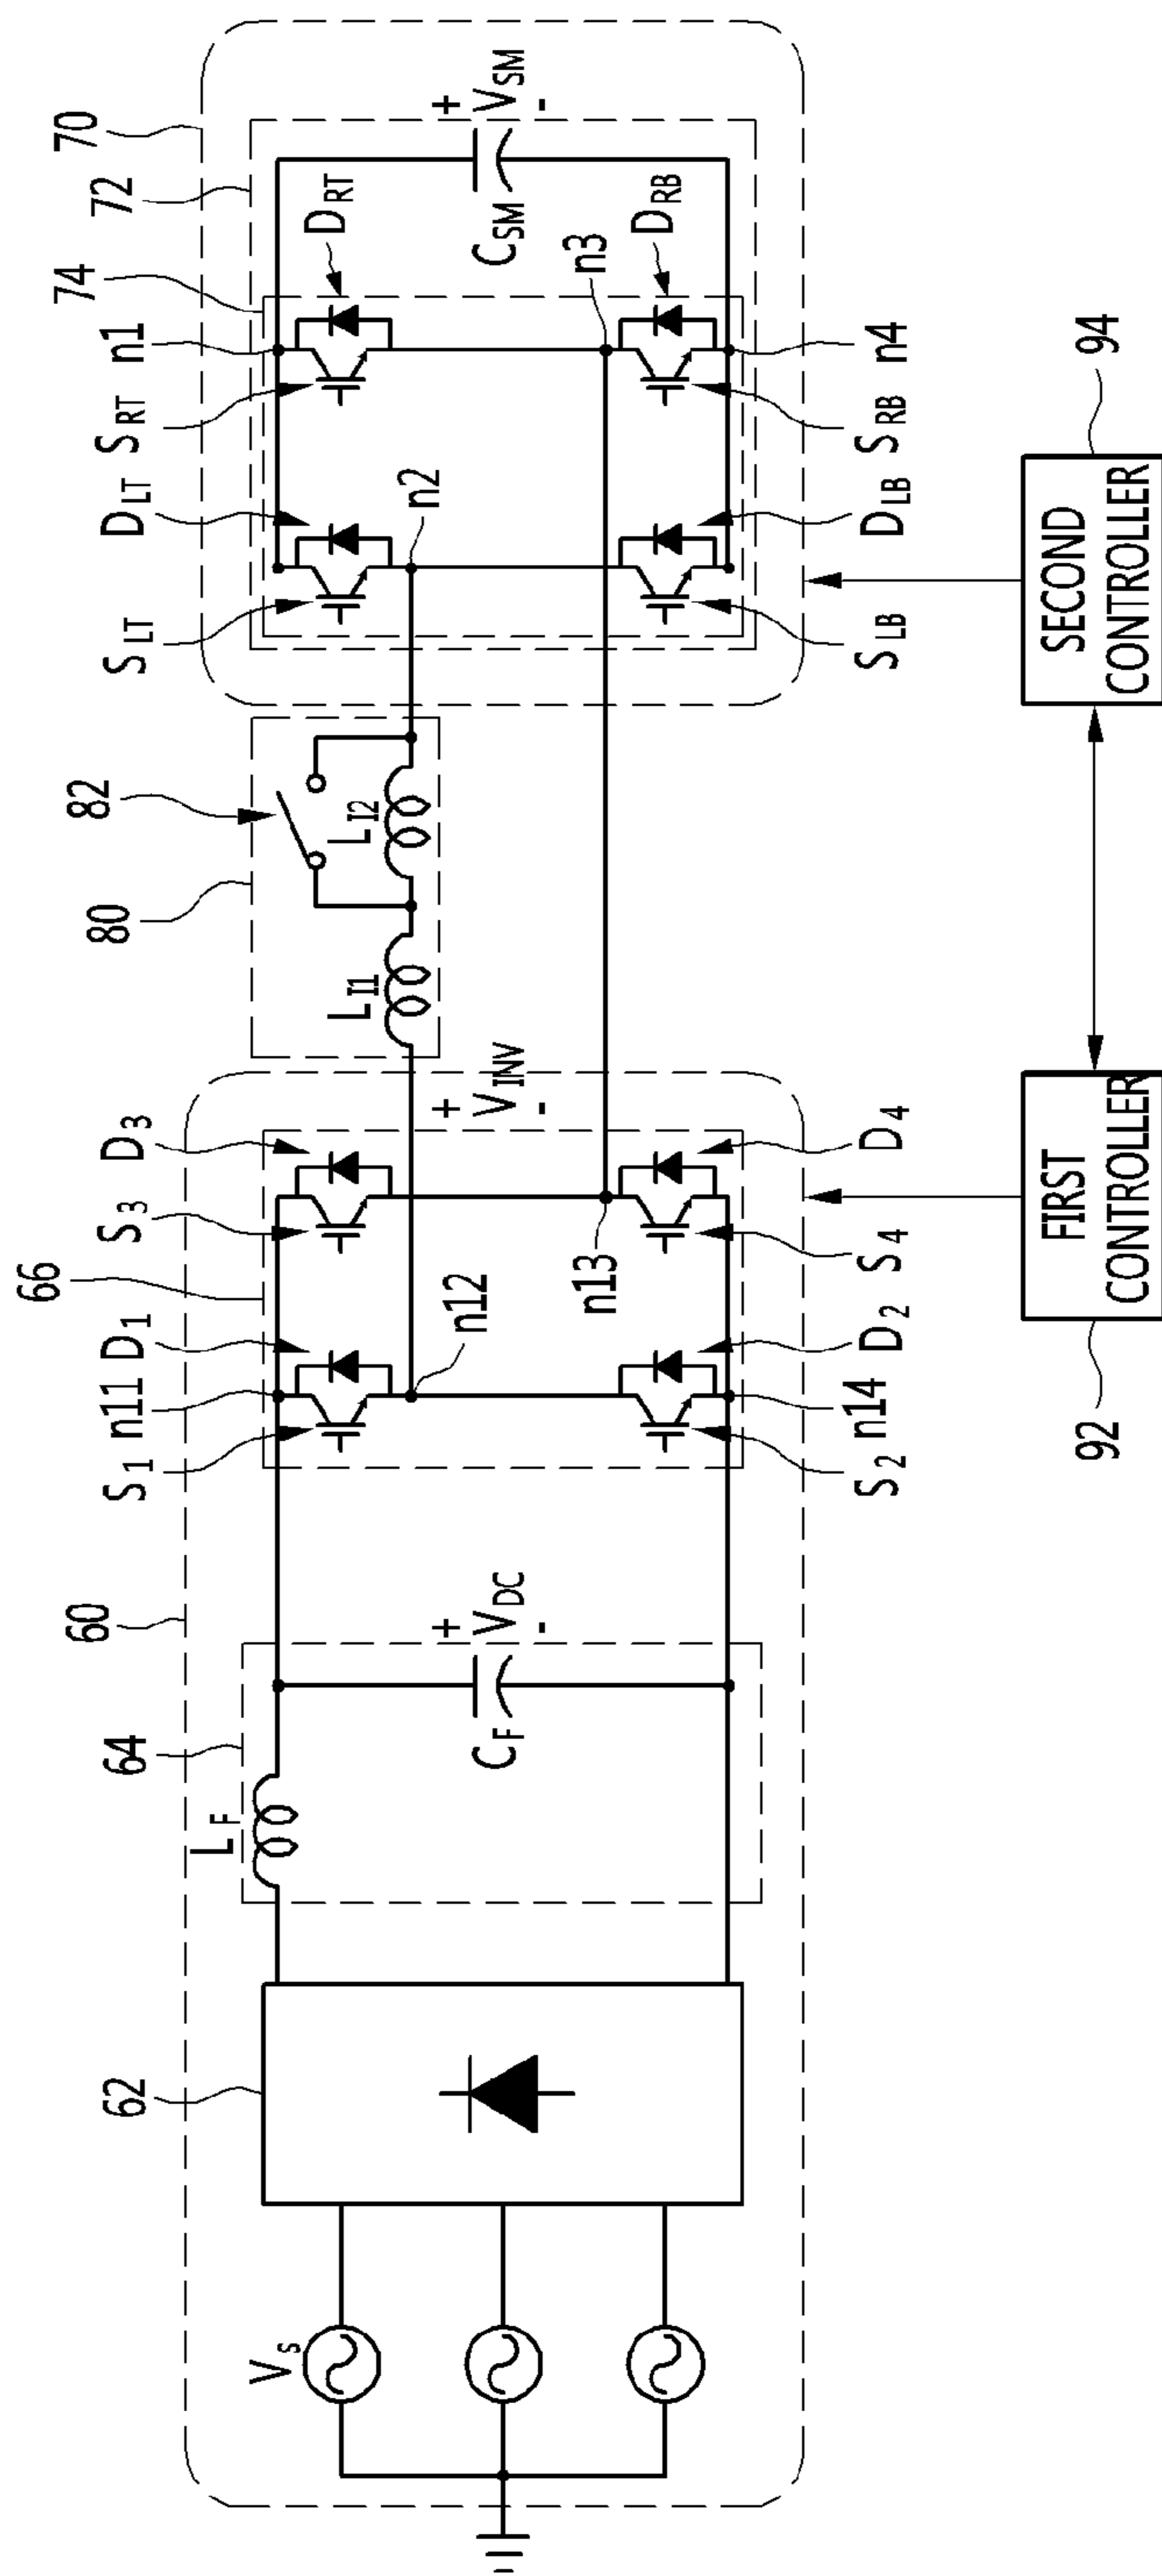 60
62
64
66
70
72
74
80
82
V_S
L_F
C_F
+
V_DC
-
S_1
n11
D_1
S_3
D_3
n12
n13
+
V_INV
-
S_2
n14
D_2
S_4
D_4
L_I1
L_I2
S_LT
D_LT
S_RT
n1
D_RT
n2
n3
C_SM
+
V_SM
-
D_RB
S_LB
D_LB
S_RB
n4
FIRST
CONTROLLER
92
SECOND
CONTROLLER
94